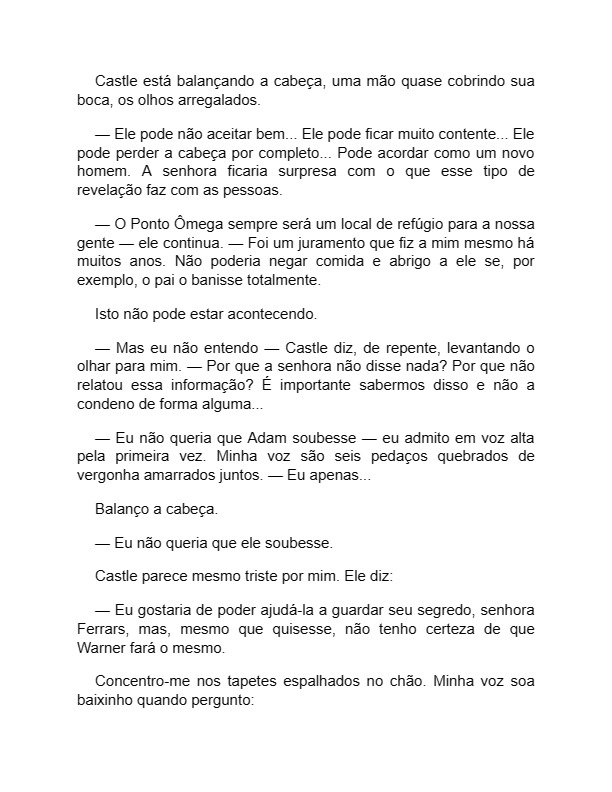 Castle está balançando a cabeça, uma mão quase cobrindo sua
boca, os olhos arregalados.
— Ele pode não aceitar bem... Ele pode ficar muito contente... Ele
pode perder a cabeça por completo... Pode acordar como um novo
homem. A senhora ficaria surpresa com o que esse tipo de
revelação faz com as pessoas.
— O Ponto Ômega sempre será um local de refúgio para a nossa
gente — ele continua. — Foi um juramento que fiz a mim mesmo há
muitos anos. Não poderia negar comida e abrigo a ele se, por
exemplo, o pai o banisse totalmente.
Isto não pode estar acontecendo.
— Mas eu não entendo — Castle diz, de repente, levantando o
olhar para mim. — Por que a senhora não disse nada? Por que não
relatou essa informação? É importante sabermos disso e não a
condeno de forma alguma...
— Eu não queria que Adam soubesse — eu admito em voz alta
pela primeira vez. Minha voz são seis pedaços quebrados de
vergonha amarrados juntos. — Eu apenas...
Balanço a cabeça.
— Eu não queria que ele soubesse.
Castle parece mesmo triste por mim. Ele diz:
— Eu gostaria de poder ajudá-la a guardar seu segredo, senhora
Ferrars, mas, mesmo que quisesse, não tenho certeza de que
Warner fará o mesmo.
Concentro-me nos tapetes espalhados no chão. Minha voz soa
baixinho quando pergunto: